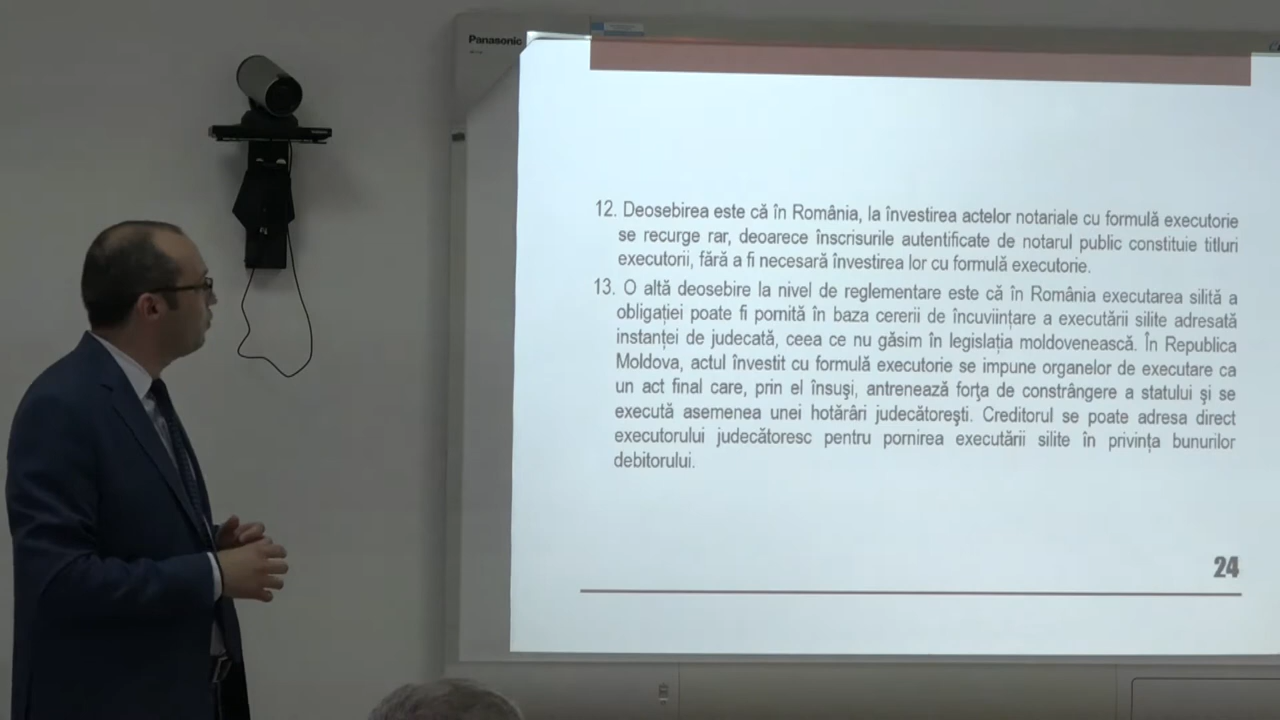 Panasonic
12. Deosebirea este că în România, la învestirea actelor notariale cu formulă executorie
se recurge rar, deoarece înscrisurile autentificate de notarul public constituie titluri
executorii, fără a fi necesară învestirea lor cu formulă executorie.
13. O altă deosebire la nivel de reglementare este că în România executarea silită a
obligației poate fi pornită în baza cererii de încuviințare a executării silite adresată
instanței de judecată, ceea ce nu găsim în legislația moldovenească. În Republica
Moldova, actul învestit cu formulă executorie se impune organelor de executare ca
un act final care, prin el însuşi, antrenează forţa de constrângere a statului şi se
execută asemenea unei hotărâri judecătoreşti. Creditorul se poate adresa direct
executorului judecătoresc pentru pornirea executării silite în privința bunurilor
debitorului.
24